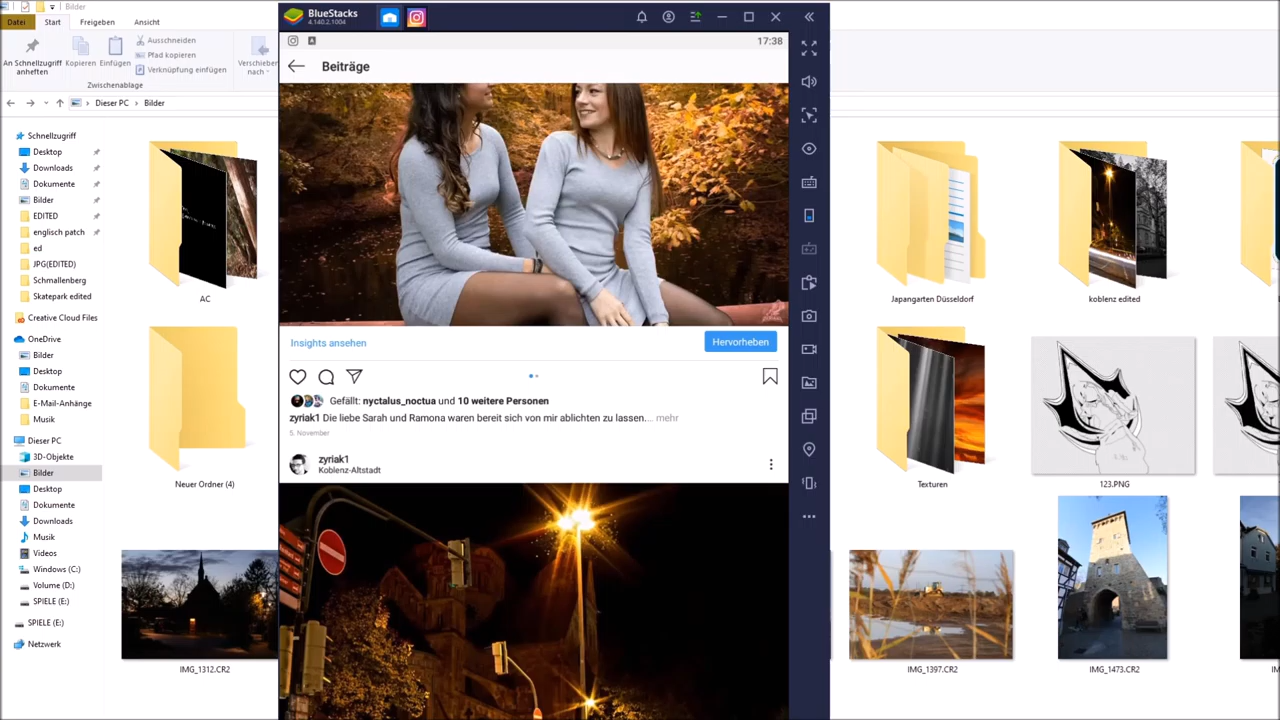 Bilder
Datei
Start
Freigeben
Ansicht
An Schnellzugriff
anheften
Kopieren
Einfügen
Ausschneiden
Pfad kopieren
Verknüpfung einfügen
Verschieben
nach
Zwischenablage
Dieser PC
Bilder
Schnellzugriff
Desktop
Downloads
Dokumente
Bilder
EDITED
englisch patch
ed
JPG(EDITED)
Schmallenberg
Skatepark edited
Creative Cloud Files
OneDrive
Bilder
Desktop
Dokumente
E-Mail-Anhänge
Musik
Dieser PC
3D-Objekte
Bilder
Desktop
Dokumente
Downloads
Musik
Videos
Windows (C:)
Volume (D:)
SPIELE (E:)
SPIELE (E:)
Netzwerk
AC
Neuer Ordner (4)
IMG_1312.CR2
BlueStacks
4.140.2.1004
17:38
Beiträge
Insights ansehen
Hervorheben
Gefällt: nyctalus_noctua und 10 weitere Personen
zyriak1 Die liebe Sarah und Ramona waren bereit sich von mir ablichten zu lassen... mehr
5. November
zyriak1
Koblenz-Altstadt
Japangarten Düsseldorf
koblenz edited
Texturen
123.PNG
IMG_1397.CR2
IMG_1473.CR2